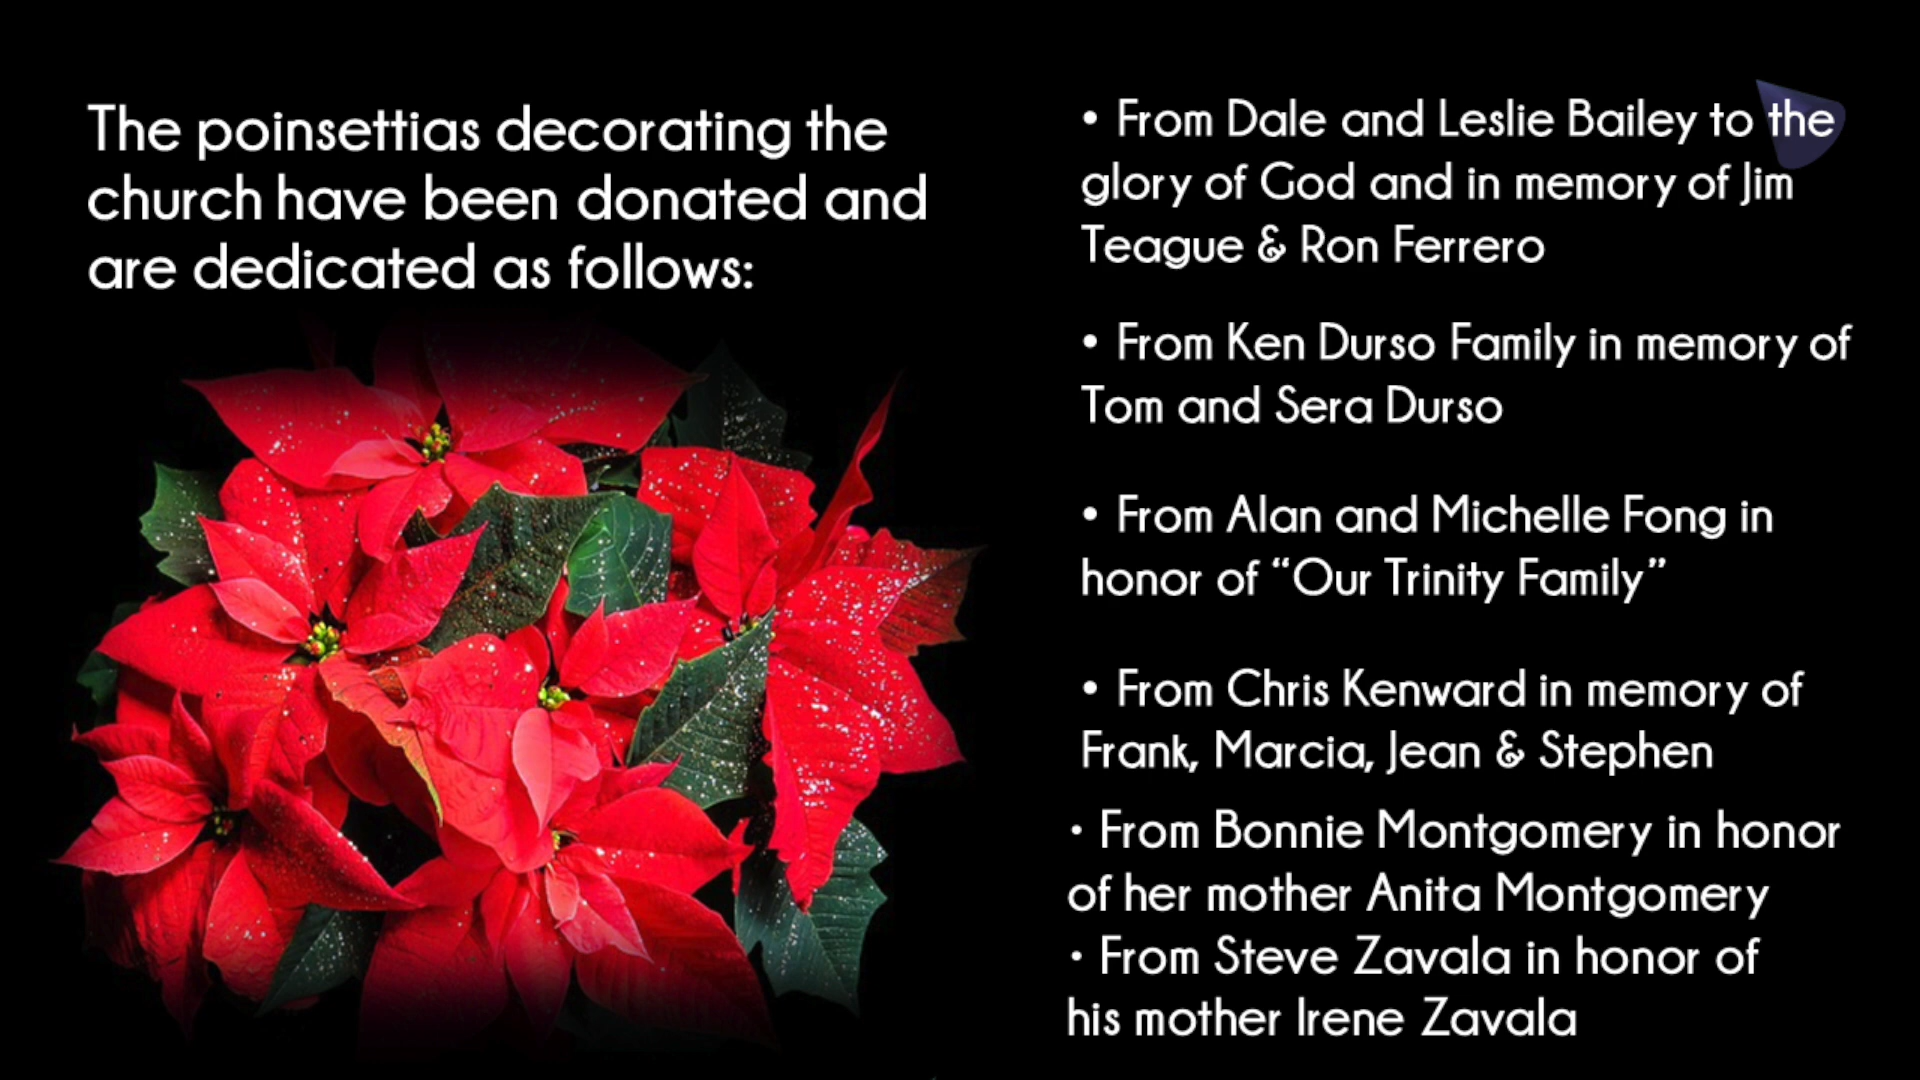 The poinsettias decorating the
church have been donated and
are dedicated as follows:
• From Dale and Leslie Bailey to the
glory of God and in memory of Jim
Teague & Ron Ferrero
• From Ken Durso Family in memory of
Tom and Sera Durso
• From Alan and Michelle Fong in
honor of “Our Trinity Family”
• From Chris Kenward in memory of
Frank, Marcia, Jean & Stephen
• From Bonnie Montgomery in honor
of her mother Anita Montgomery
• From Steve Zavala in honor of
his mother Irene Zavala